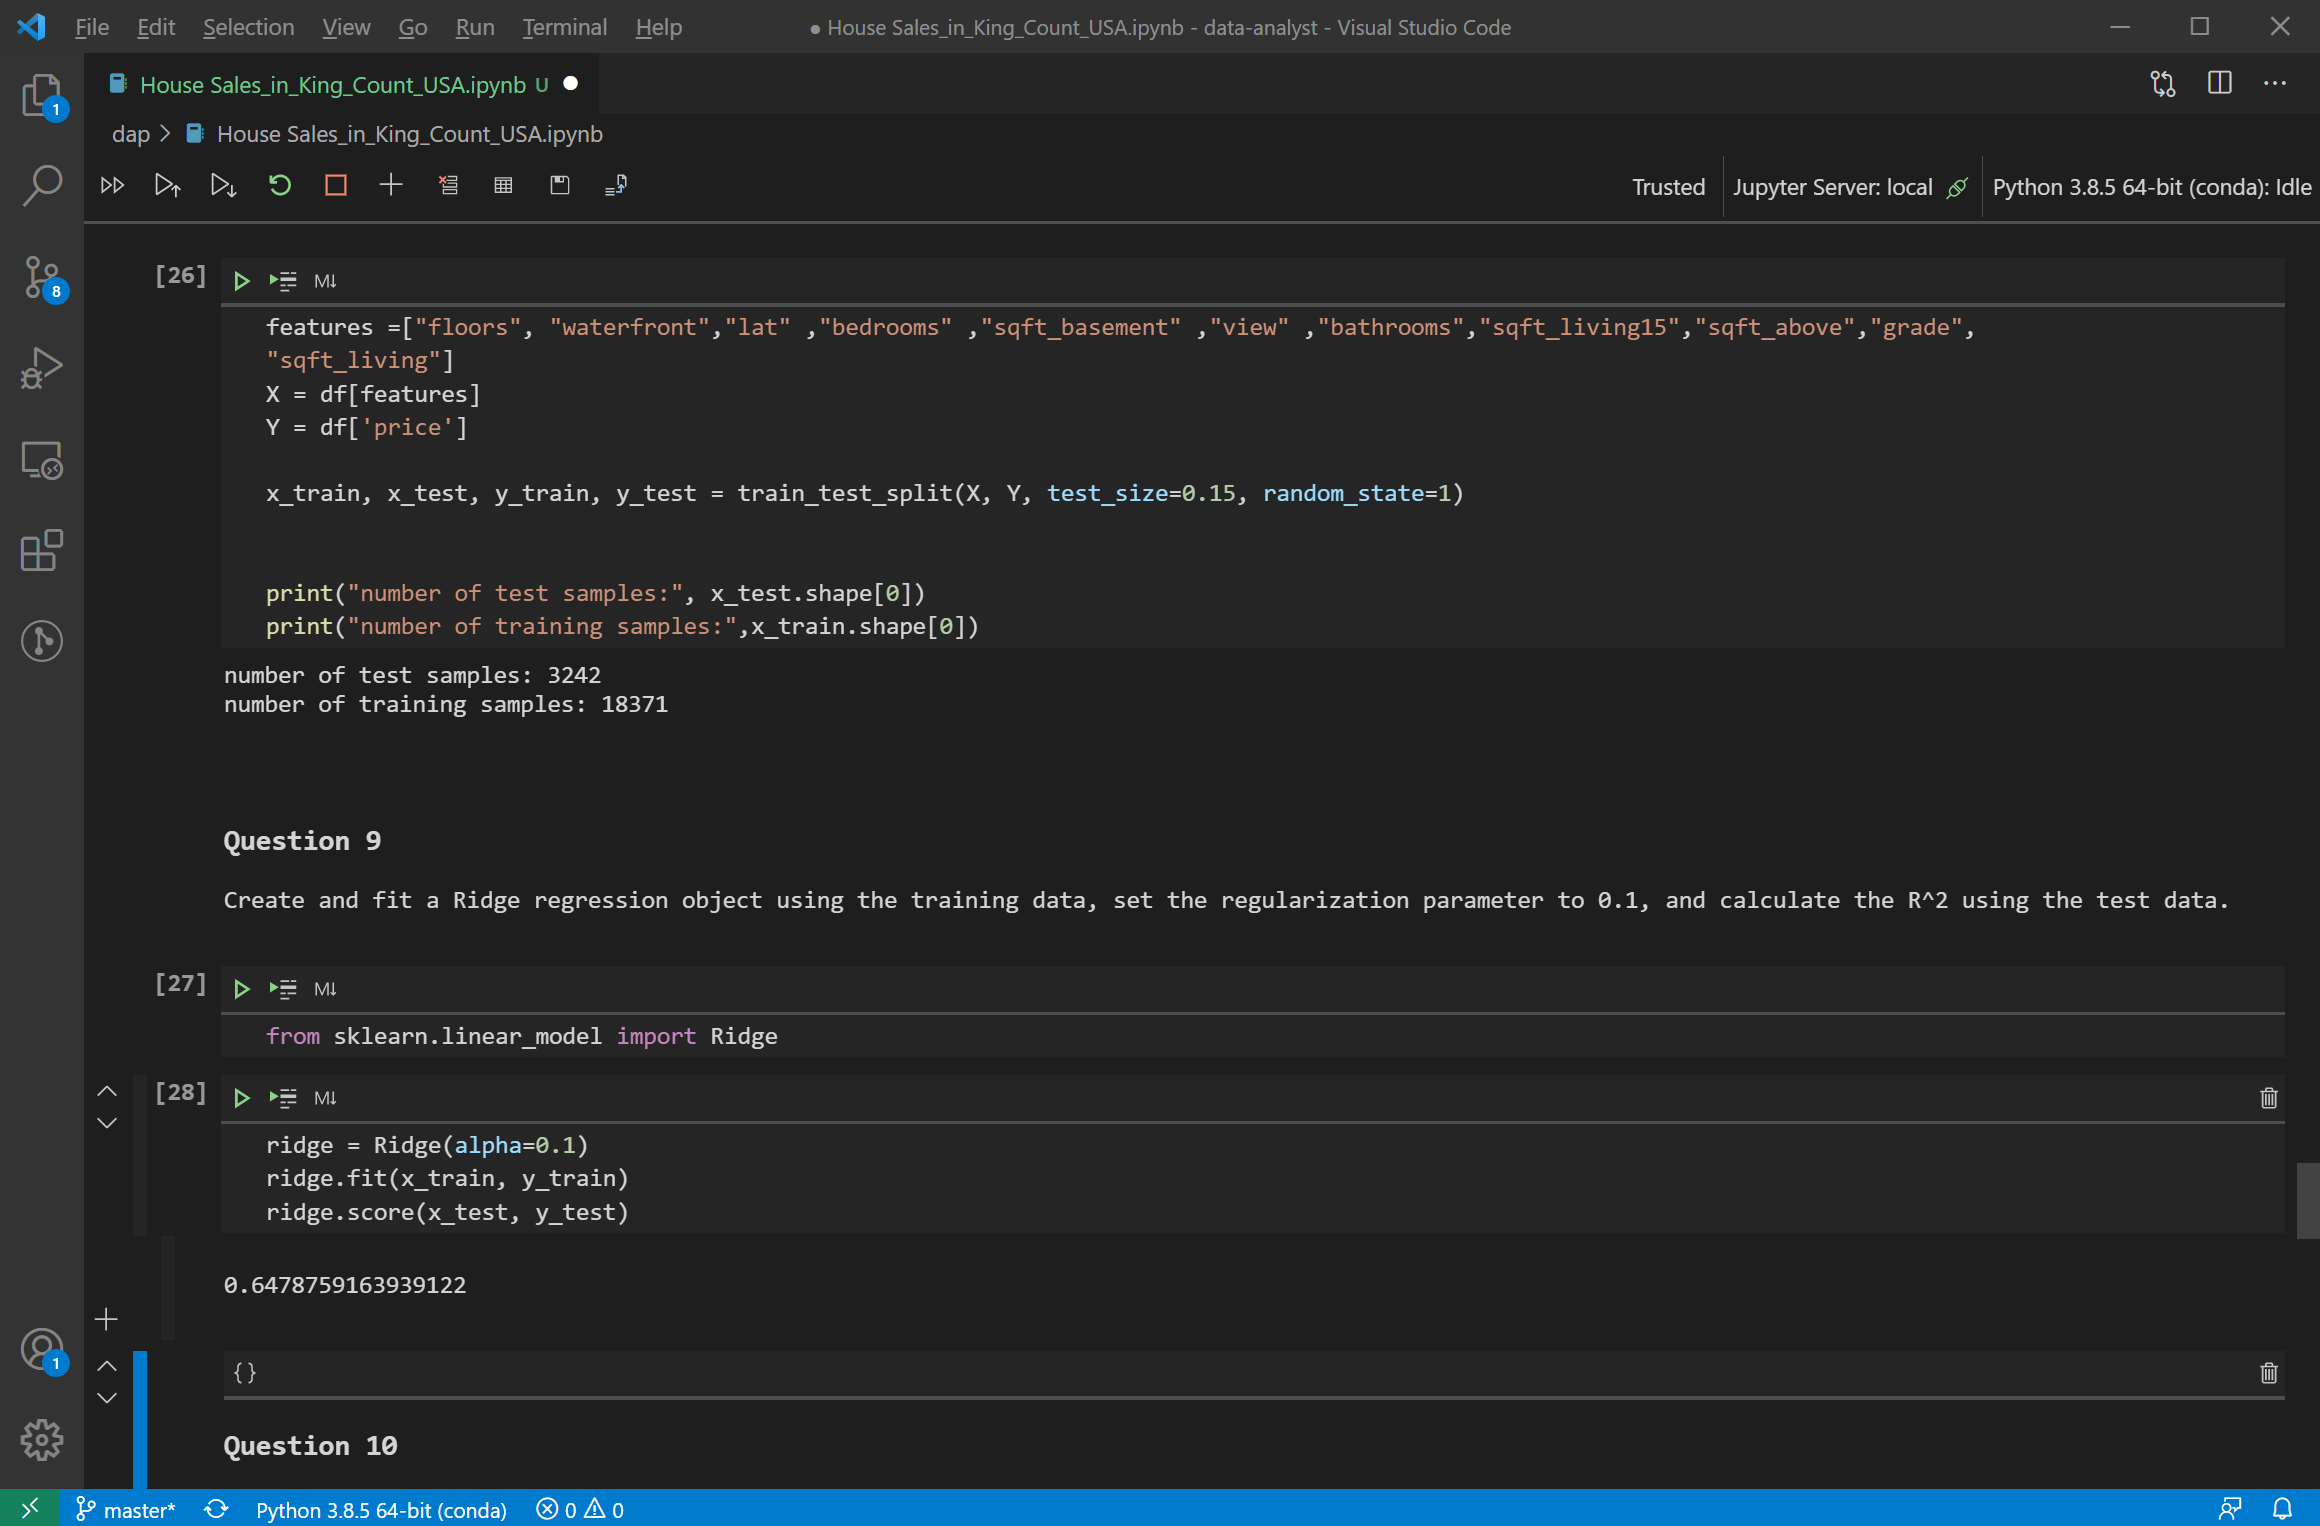 File Edit Selection View Go Run Terminal Help
● House Sales_in_King_Count_USA.ipynb - data-analyst - Visual Studio Code
House Sales_in_King_Count_USA.ipynb U
dap > House Sales_in_King_Count_USA.ipynb
Trusted
Jupyter Server: local
Python 3.8.5 64-bit (conda): Idle
1
8
[26]
M↓
features =["floors", "waterfront","lat" ,"bedrooms" ,"sqft_basement" ,"view" ,"bathrooms","sqft_living15","sqft_above","grade",
"sqft_living"]
X = df[features]
Y = df['price']
x_train, x_test, y_train, y_test = train_test_split(X, Y, test_size=0.15, random_state=1)
print("number of test samples:", x_test.shape[0])
print("number of training samples:",x_train.shape[0])
number of test samples: 3242
number of training samples: 18371
Question 9
Create and fit a Ridge regression object using the training data, set the regularization parameter to 0.1, and calculate the R^2 using the test data.
[27]
M↓
from sklearn.linear_model import Ridge
[28]
M↓
ridge = Ridge(alpha=0.1)
ridge.fit(x_train, y_train)
ridge.score(x_test, y_test)
0.6478759163939122
1
{}
Question 10
master*
Python 3.8.5 64-bit (conda)
0
0